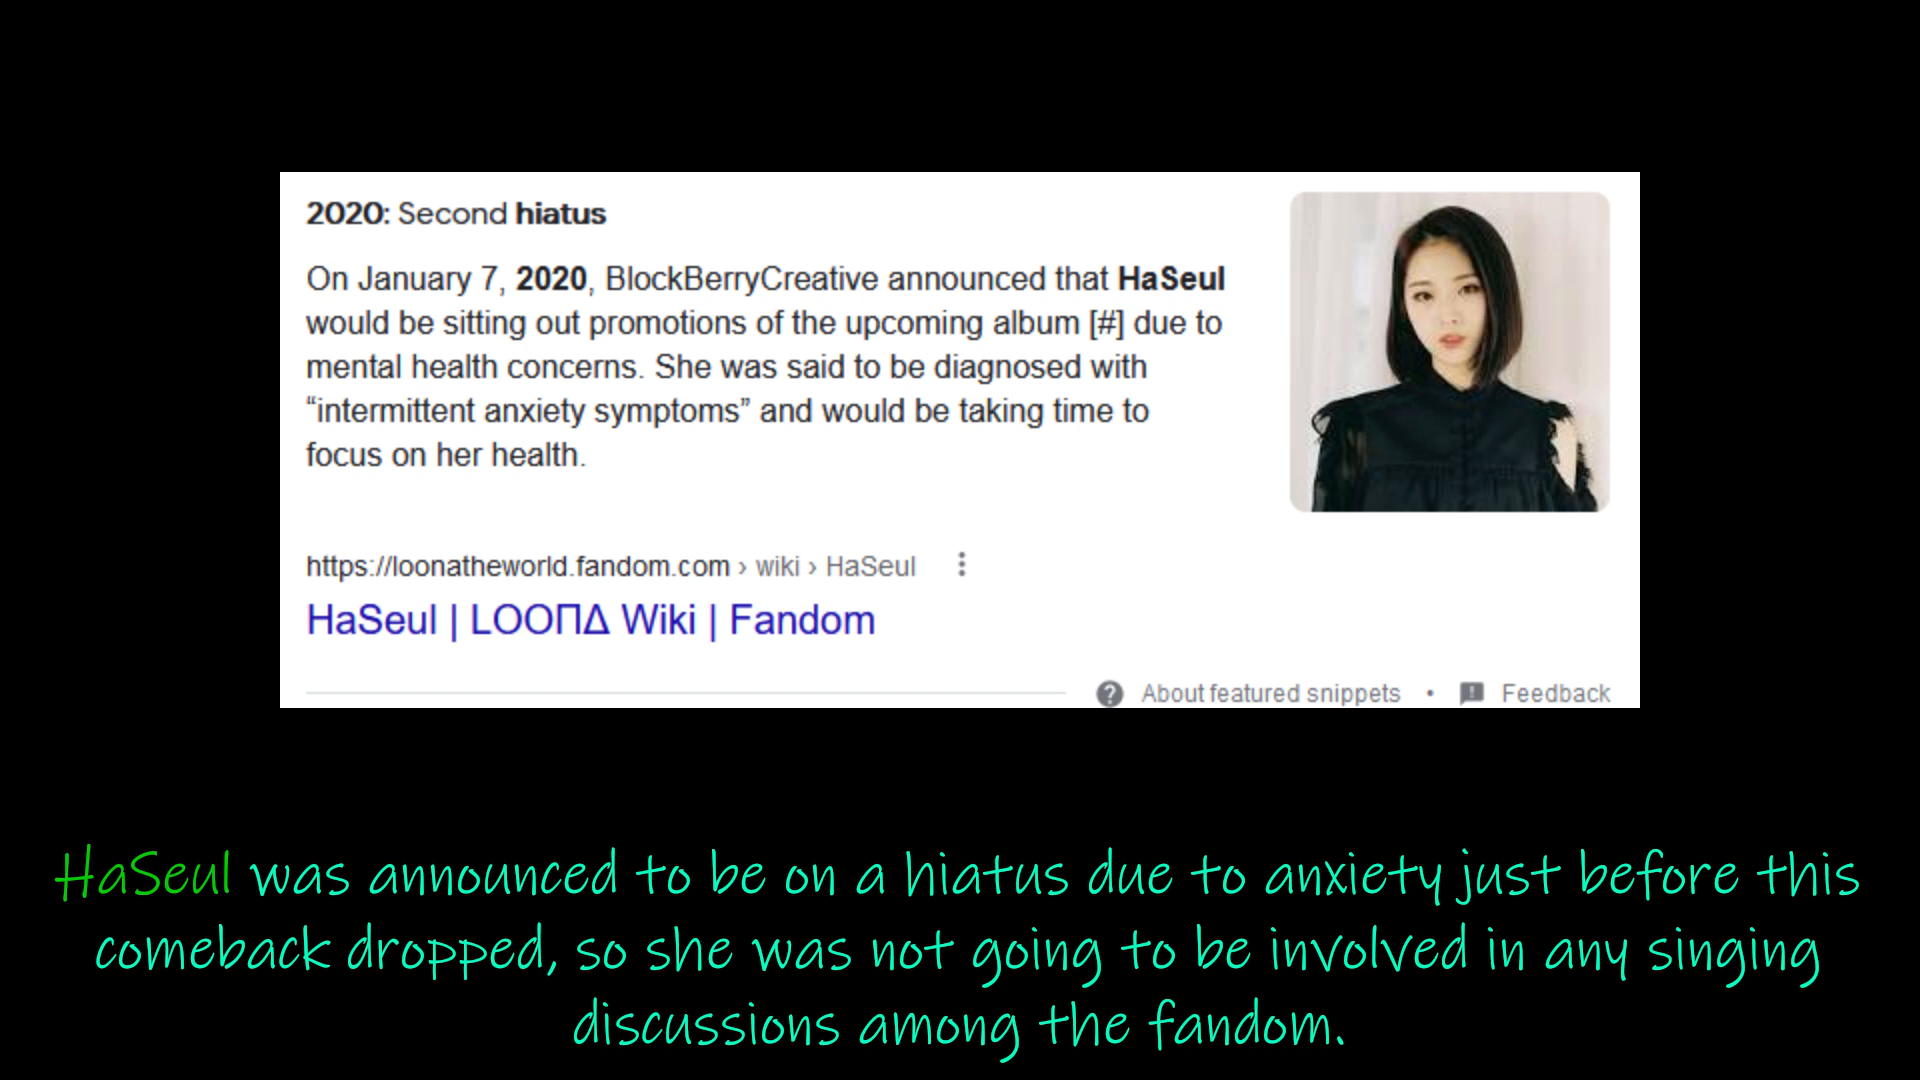 2020: Second hiatus
On January 7, 2020, BlockBerryCreative announced that HaSeul
would be sitting out promotions of the upcoming album [#] due to
mental health concerns. She was said to be diagnosed with
“intermittent anxiety symptoms” and would be taking time to
focus on her health.
https://loonatheworld.fandom.com › wiki › HaSeul
HaSeul | LOOΠΔ Wiki | Fandom
About featured snippets • Feedback
HaSeul was announced to be on a hiatus due to anxiety just before this
comeback dropped, so she was not going to be involved in any singing
discussions among the fandom.